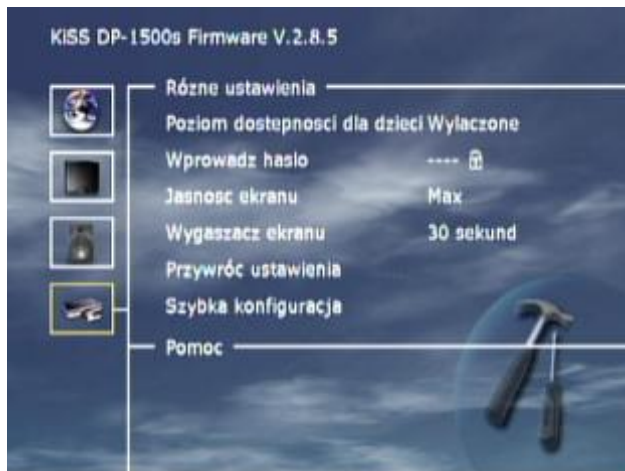 KiSS DP-1500s Firmware V.2.8.5
Rózne ustawienia
Poziom dostepnosci dla dzieci Wylaczone
Wprowadz haslo ----
Jasnosc ekranu Max
Wygaszacz ekranu 30 sekund
Przywróc ustawienia
Szybka konfiguracja
Pomoc